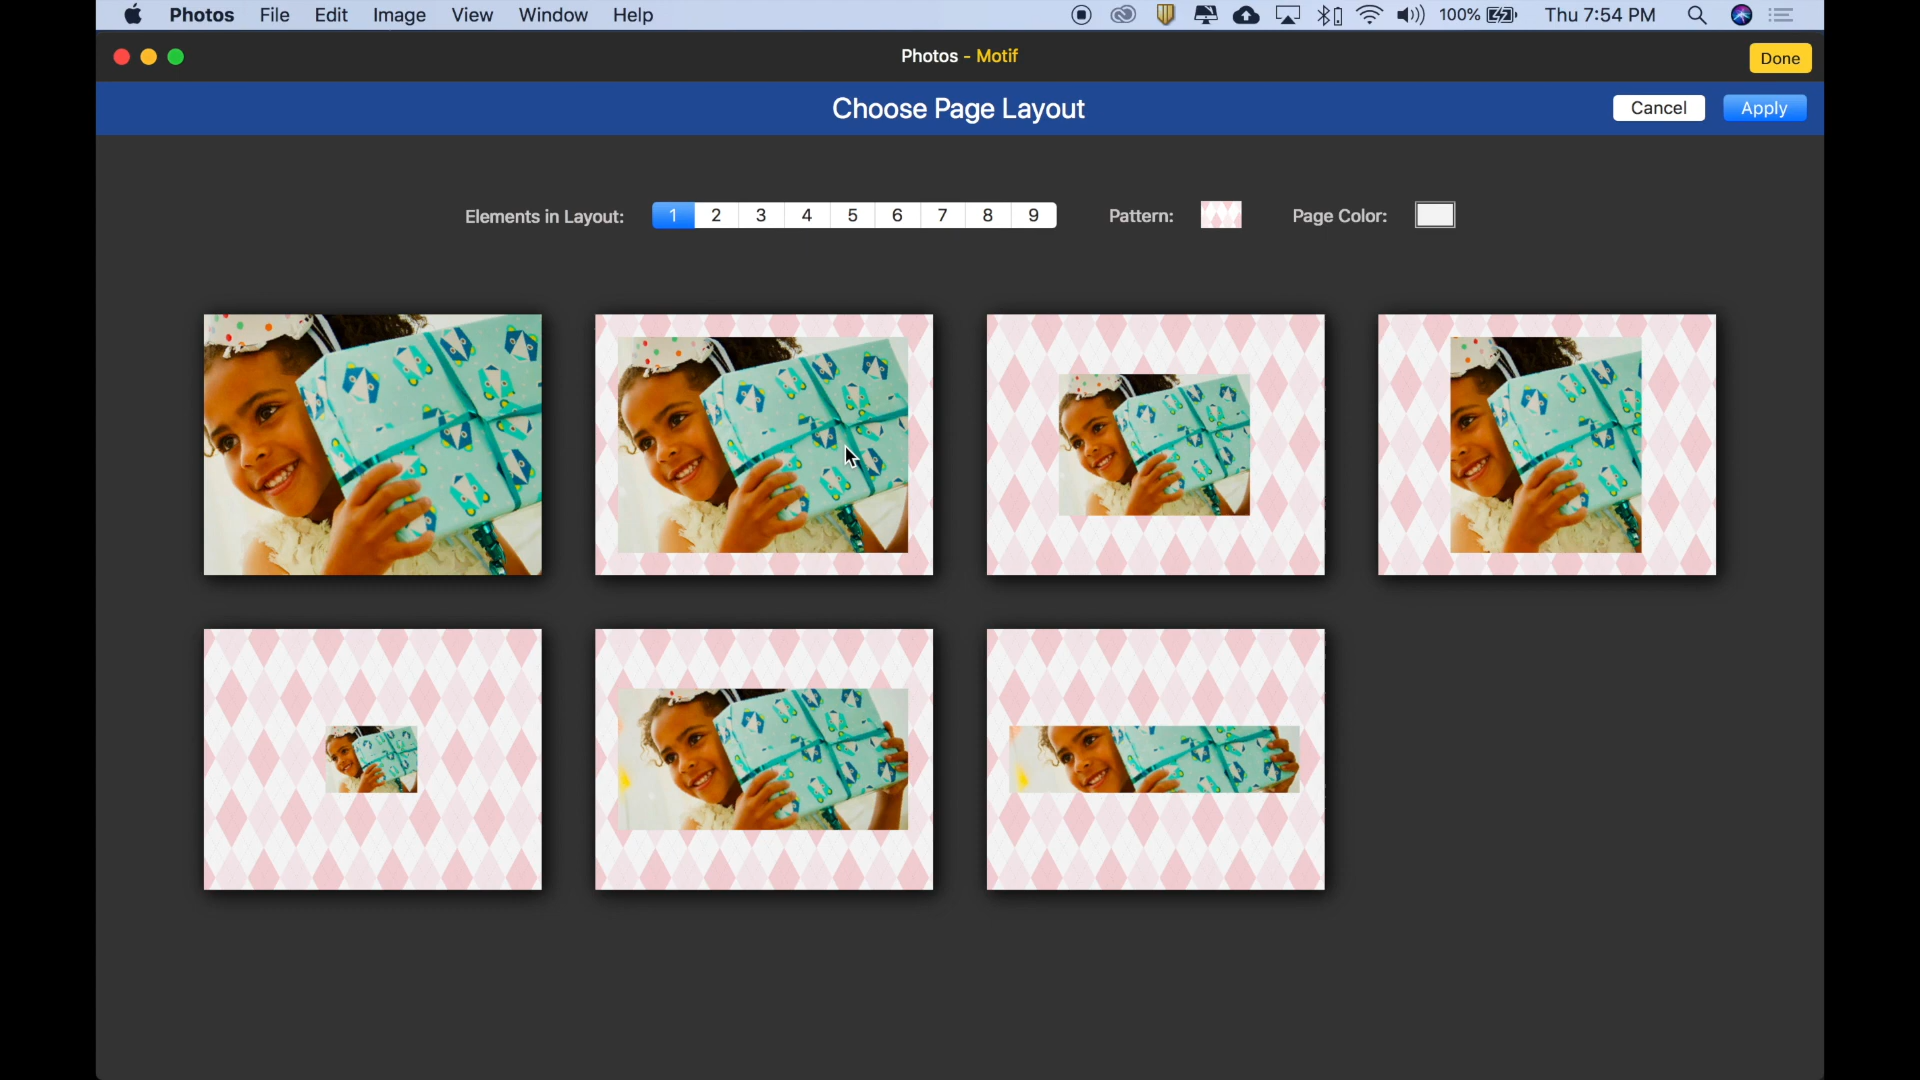 Photos File Edit Image View Window Help 100% Thu 7:54 PM
Photos - Motif
Done
Choose Page Layout
Cancel Apply
Elements in Layout: 1 2 3 4 5 6 7 8 9 Pattern: Page Color: